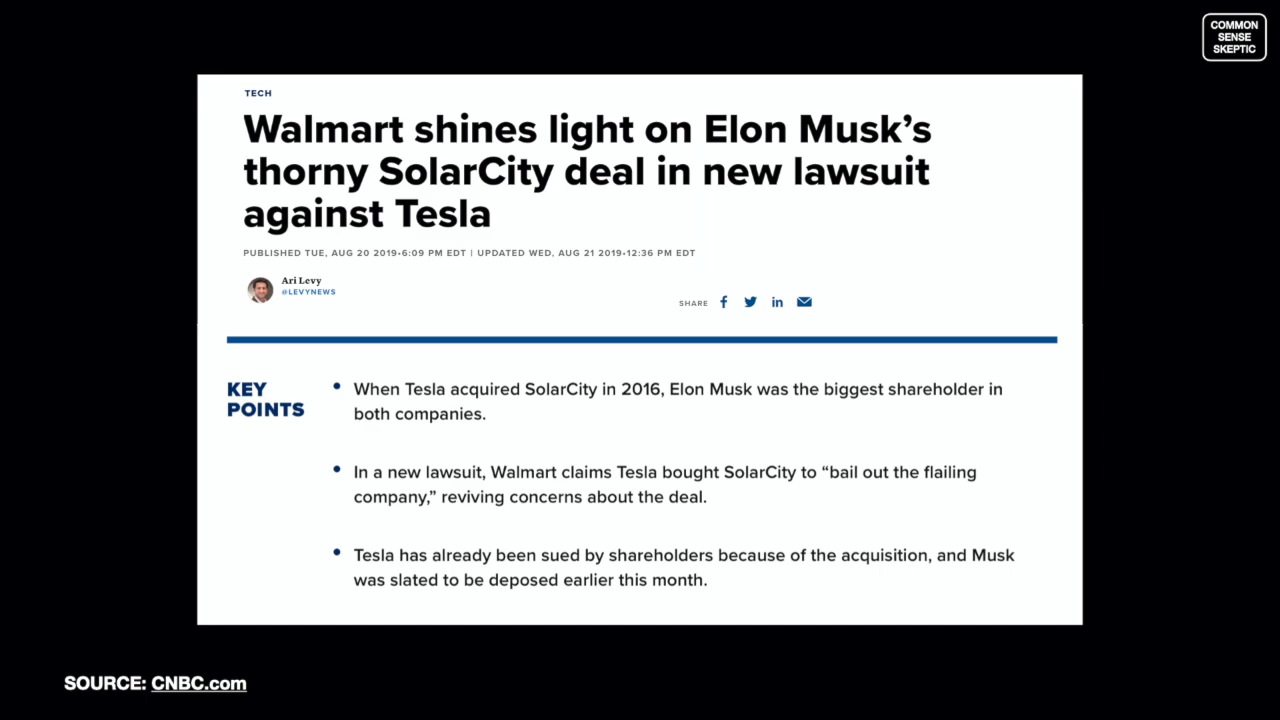 COMMON
SENSE
SKEPTIC
TECH
Walmart shines light on Elon Musk’s
thorny SolarCity deal in new lawsuit
against Tesla
PUBLISHED TUE, AUG 20 2019•6:09 PM EDT | UPDATED WED, AUG 21 2019•12:36 PM EDT
Ari Levy
@LEVYNEWS
SHARE
KEY
POINTS
• When Tesla acquired SolarCity in 2016, Elon Musk was the biggest shareholder in
both companies.
• In a new lawsuit, Walmart claims Tesla bought SolarCity to “bail out the flailing
company,” reviving concerns about the deal.
• Tesla has already been sued by shareholders because of the acquisition, and Musk
was slated to be deposed earlier this month.
SOURCE: CNBC.com